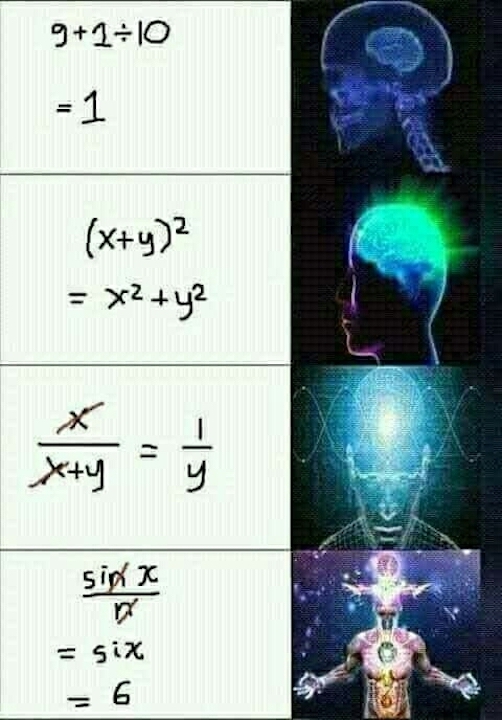 9+1÷10
= 1
(x+y)²
= x²+y²
x
x+y
=
1
y
sin x
n
= six
= 6